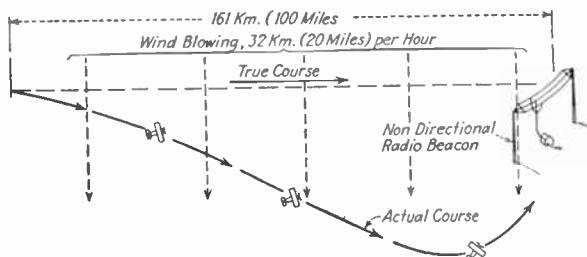 161 Km. (100 Miles
Wind Blowing, 32 Km. (20 Miles) per Hour
True Course
Non Directional
Radio Beacon
Actual Course